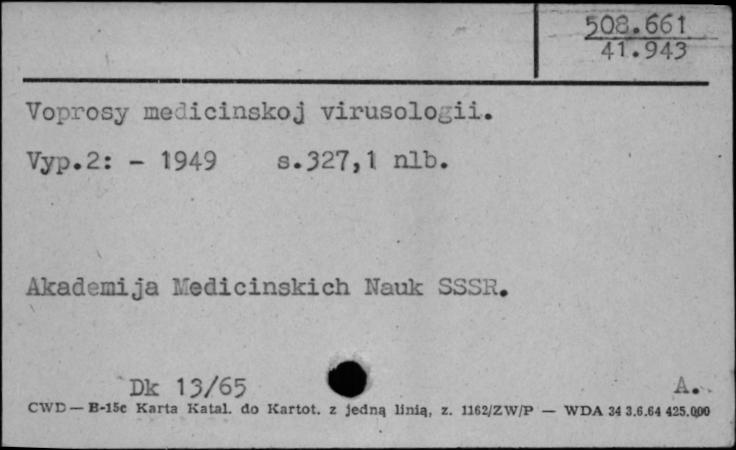 508.661
41.943
Voprosy medicinskoj virusologii.
Vyp.2: - 1949 s.327,1 nlb.
Akademija Medicinskich Nauk SSSR.
Dk 13/65 A.
CWD — B-15c Karta Katal. do Kartot. z jedną linią, z. 1162/ZW/P — WDA 34 3.6.64 425.000